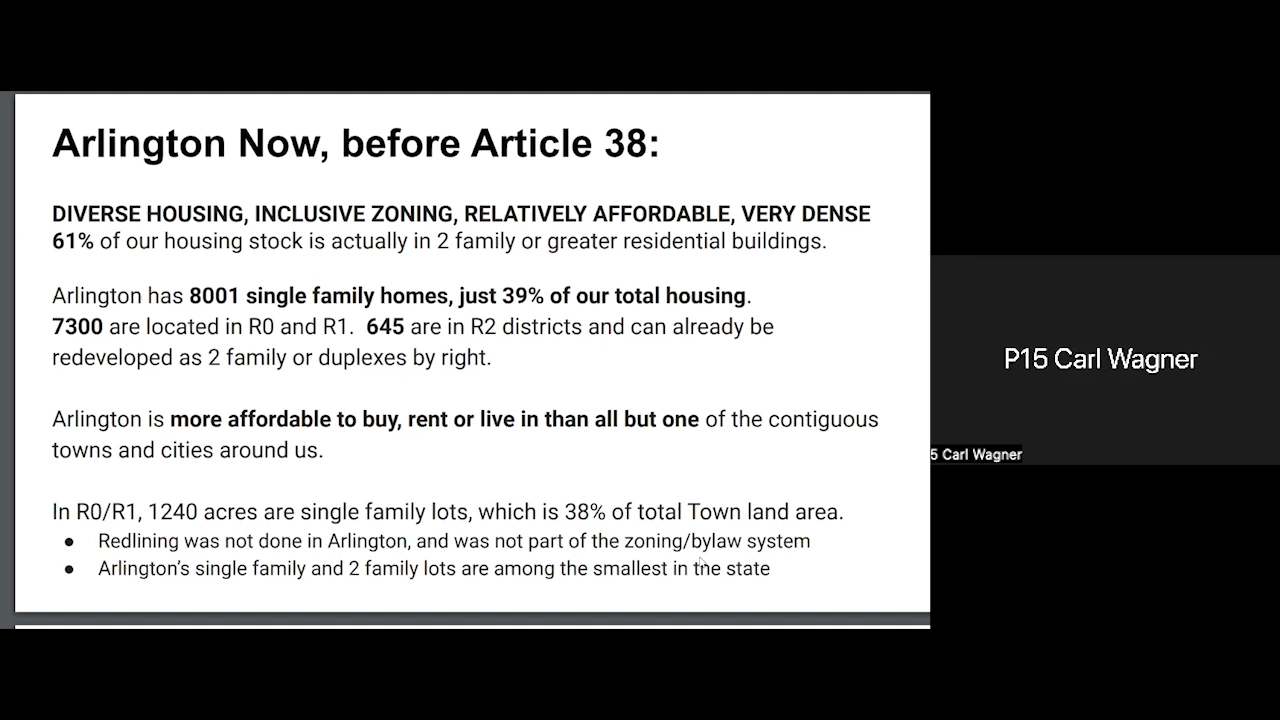 Arlington Now, before Article 38:
DIVERSE HOUSING, INCLUSIVE ZONING, RELATIVELY AFFORDABLE, VERY DENSE
61% of our housing stock is actually in 2 family or greater residential buildings.
Arlington has 8001 single family homes, just 39% of our total housing.
7300 are located in R0 and R1. 645 are in R2 districts and can already be
redeveloped as 2 family or duplexes by right.
Arlington is more affordable to buy, rent or live in than all but one of the contiguous
towns and cities around us.
In R0/R1, 1240 acres are single family lots, which is 38% of total Town land area.
● Redlining was not done in Arlington, and was not part of the zoning/bylaw system
● Arlington's single family and 2 family lots are among the smallest in the state
P15 Carl Wagner
5 Carl Wagner